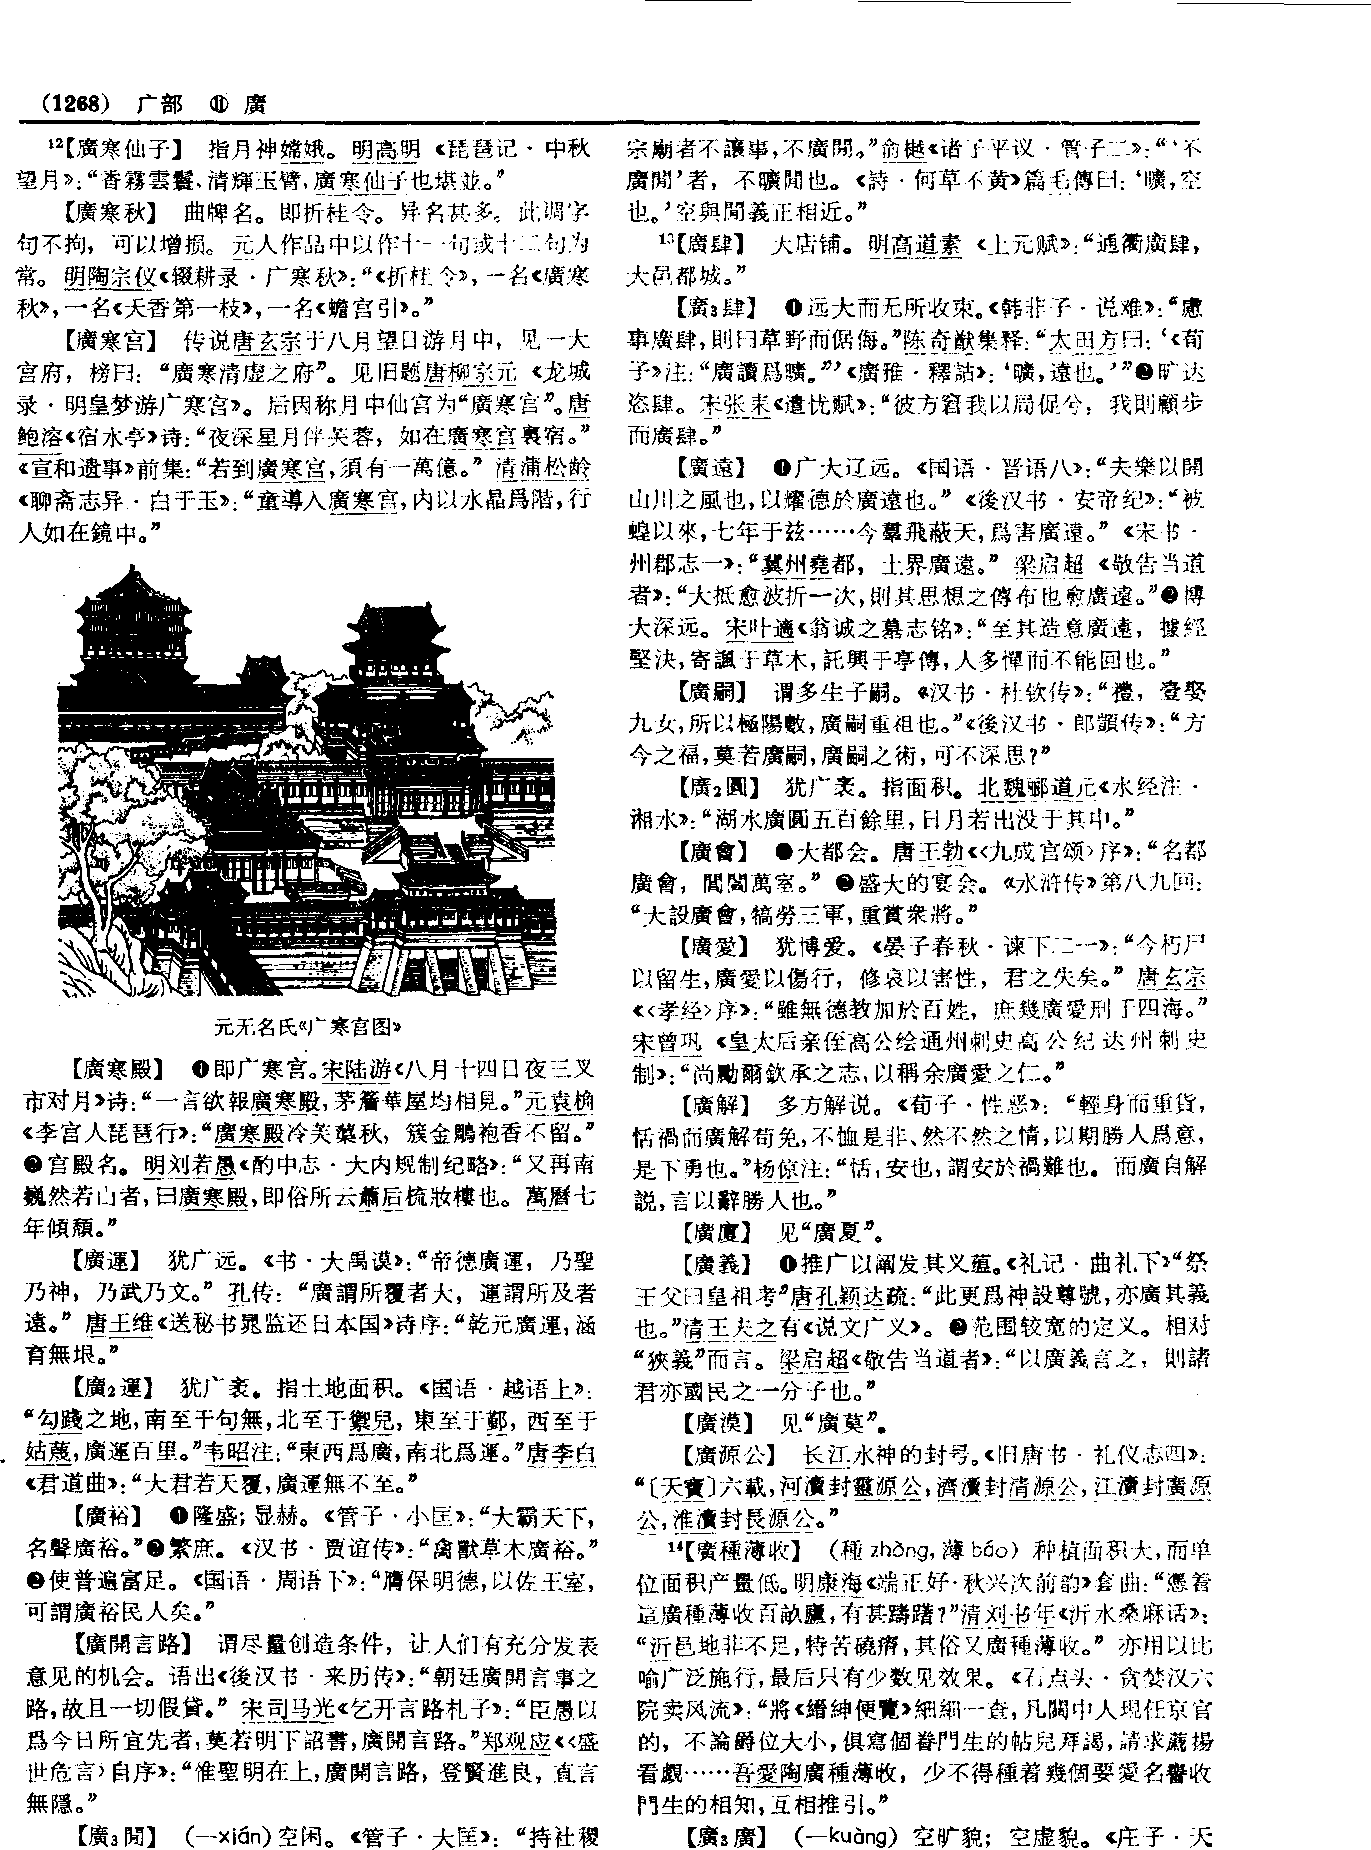 (1268) 广部 ⑪ 廣
12【廣寒仙子】 指月神嫦娥。明高明《琵琶记·中秋
望月》:“香霧雲鬟、清輝玉臂,廣寒仙子也堪並。”
【廣寒秋】 曲牌名。即折桂令。异名甚多。此调字
句不拘,可以增损。元人作品中以作十一句或十二句为
常。明陶宗仪《辍耕录·广寒秋》:“《折桂令》,一名《廣寒
秋》,一名《天香第一枝》,一名《蟾宫引》。”
【廣寒宫】 传说唐玄宗于八月望日游月中,见一大
宫府,榜曰:“廣寒清虚之府”。见旧题唐柳宗元《龙城
录·明皇梦游广寒宫》。后因称月中仙宫为“廣寒宫”。唐
鲍溶《宿水亭》诗:“夜深星月伴芙蓉,如在廣寒宫裏宿。”
《宣和遗事》前集:“若到廣寒宫,須有一萬億。”清蒲松龄
《聊斋志异·白于玉》:“童導入廣寒宫,内以水晶爲階,行
人如在鏡中。”
元无名氏《广寒宫图》
【廣寒殿】 ❶即广寒宫。宋陆游《八月十四日夜三叉
市对月》诗:“一言欲報廣寒殿,茅簷華屋均相見。”元袁桷
《李宫人琵琶行》:“廣寒殿冷芙蕖秋,簇金鵰袍香不留。”
❷宫殿名。明刘若愚《酌中志·大内规制纪略》:“又再南
巍然若山者,曰廣寒殿,即俗所云蕭后梳妝樓也。萬曆七
年傾頽。”
【廣運】 犹广远。《书·大禹谟》:“帝德廣運,乃聖
乃神,乃武乃文。”孔传:“廣謂所覆者大,運謂所及者
遠。”唐王维《送秘书晁监还日本国》诗序:“乾元廣運,涵
育無垠。”
【廣2運】 犹广袤。指土地面积。《国语·越语上》:
“勾踐之地,南至于句無,北至于禦兒,東至于鄞,西至于
姑蔑,廣運百里。”韦昭注:“東西爲廣,南北爲運。”唐李白
《君道曲》:“大君若天覆,廣運無不至。”
【廣裕】 ❶隆盛;显赫。《管子·小匡》:“大霸天下,
名聲廣裕。”❷繁庶。《汉书·贾谊传》:“禽獸草木廣裕。”
❷使普遍富足。《国语·周语下》:“膺保明德,以佐王室,
可謂廣裕民人矣。”
【廣開言路】 谓尽量创造条件,让人们有充分发表
意见的机会。语出《後汉书·来历传》:“朝廷廣開言事之
路,故且一切假貸。”宋司马光《乞开言路札子》:“臣愚以
爲今日所宜先者,莫若明下詔書,廣開言路。”郑观应《〈盛
世危言〉自序》:“惟聖明在上,廣開言路,登賢進良,直言
無隱。”
【廣3閒】 (—xián)空闲。《管子·大匡》:“持社稷
宗廟者不讓事,不廣閒。”俞樾《诸子平议·管子二》:“‘不
廣閒’者,不曠閒也。《詩·何草不黄》篇毛傳曰:‘曠,空
也。’空與閒義正相近。”
13【廣肆】 大店铺。明高道素《上元赋》:“通衢廣肆,
大邑都城。”
【廣3肆】 ❶远大而无所收束。《韩非子·说难》:“慮
事廣肆,則曰草野而倨侮。”陈奇猷集释:“太田方曰:‘《荀
子》注:“廣讀爲曠。”’《廣雅·釋詁》:‘曠,遠也。’”❷旷达
恣肆。宋张耒《遣忧赋》:“彼方窘我以局促兮,我則顧步
而廣肆。”
【廣遠】 ❶广大辽远。《国语·晋语八》:“夫樂以開
山川之風也,以耀德於廣遠也。”《後汉书·安帝纪》:“被
蝗以來,七年于兹……今羣飛蔽天,爲害廣遠。”《宋书·
州郡志一》:“冀州堯都,土界廣遠。”梁启超《敬告当道
者》:“大抵愈波折一次,則其思想之傳布也愈廣遠。”❷博
大深远。宋叶適《翁诚之墓志铭》:“至其造意廣遠,據經
堅決,寄諷于草木,託興于亭傳,人多憚而不能回也。”
【廣嗣】 谓多生子嗣。《汉书·杜钦传》:“禮,壹娶
九女,所以極陽數,廣嗣重祖也。”《後汉书·郎顗传》:“方
今之福,莫若廣嗣,廣嗣之術,可不深思?”
【廣2圓】 犹广袤。指面积。北魏郦道元《水经注·
湘水》:“湖水廣圓五百餘里,日月若出没于其中。”
【廣會】 ❶大都会。唐王勃《〈九成宫颂〉序》:“名都
廣會,閭閻萬室。”❷盛大的宴会。《水浒传》第八九回:
“大設廣會,犒勞三軍,重賞衆將。”
【廣愛】 犹博爱。《晏子春秋·谏下二一》:“今朽尸
以留生,廣愛以傷行,修哀以害性,君之失矣。”唐玄宗
《〈孝经〉序》:“雖無德教加於百姓,庶幾廣愛刑于四海。”
宋曾巩《皇太后亲侄高公绘通州刺史高公纪达州刺史
制》:“尚勵爾欽承之志,以稱余廣愛之仁。”
【廣解】 多方解说。《荀子·性恶》:“輕身而重貨,
恬禍而廣解苟免,不恤是非、然不然之情,以期勝人爲意,
是下勇也。”杨倞注:“恬,安也,謂安於禍難也。而廣自解
説,言以辭勝人也。”
【廣廈】 见“廣夏”。
【廣義】 ❶推广以阐发其义蕴。《礼记·曲礼下》“祭
王父曰皇祖考”唐孔颖达疏:“此更爲神設尊號,亦廣其義
也。”清王夫之有《说文广义》。❷范围较宽的定义。相对
“狹義”而言。梁启超《敬告当道者》:“以廣義言之,則諸
君亦國民之一分子也。”
【廣漠】 见“廣莫”。
【廣源公】 长江水神的封号。《旧唐书·礼仪志四》:
“〔天寶〕六載,河瀆封靈源公,濟瀆封清源公,江瀆封廣源
公,淮瀆封長源公。”
14【廣種薄收】 (種zhòng,薄báo)种植面积大,而单
位面积产量低。明康海《端正好·秋兴次前韵》套曲:“憑着
這廣種薄收百畝廬,有甚躊躇?”清刘书年《沂水桑麻话》:
“沂邑地非不足,特苦磽瘠,其俗又廣種薄收。”亦用以比
喻广泛施行,最后只有少数见效果。《石点头·贪婪汉六
院卖风流》:“將《縉紳便覽》細細一查,凡關中人現任京官
的,不論爵位大小,俱寫個眷門生的帖兒拜謁,請求薦揚
看覷……吾愛陶廣種薄收,少不得種着幾個要愛名譽收
門生的相知,互相推引。”
【廣3廣】 (—kuàng)空旷貌;空虚貌。《庄子·天